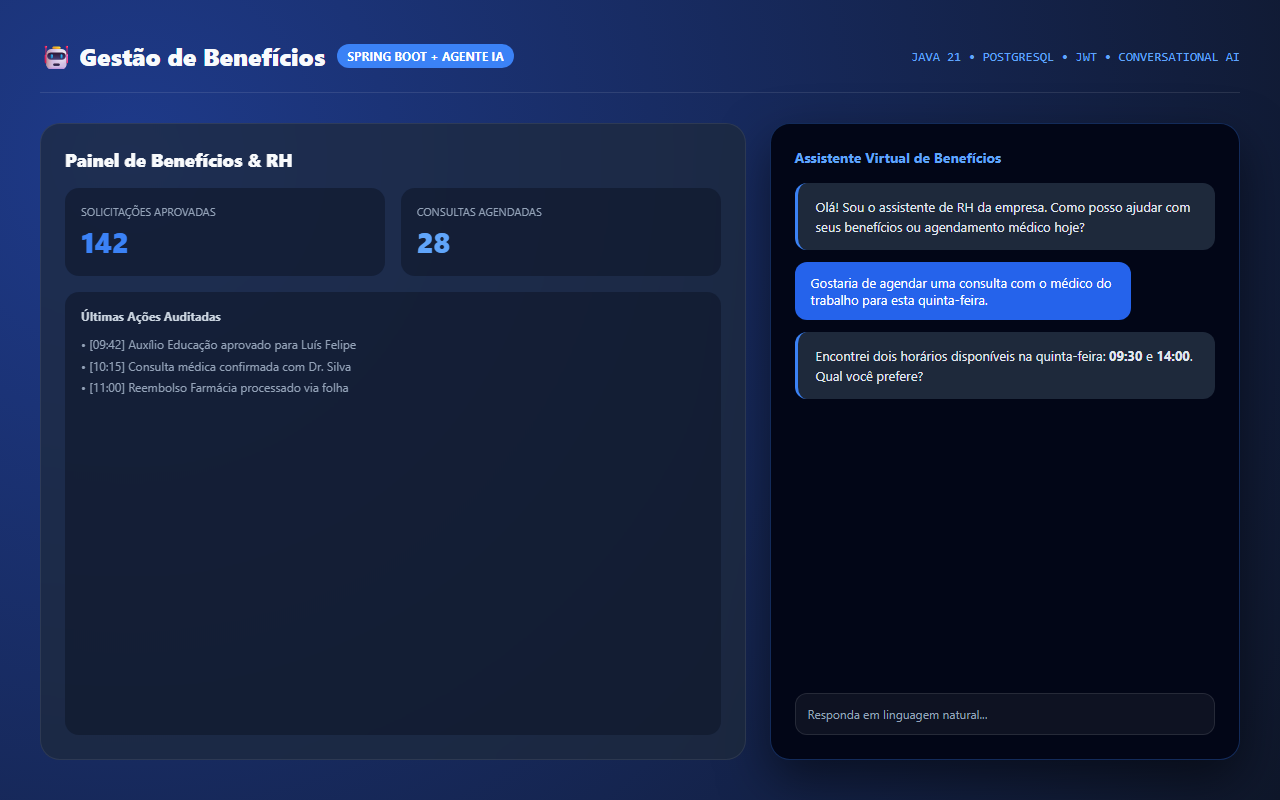 Gestão de Benefícios
SPRING BOOT + AGENTE IA
JAVA 21 • POSTGRESQL • JWT • CONVERSATIONAL AI
Painel de Benefícios & RH
SOLICITAÇÕES APROVADAS
142
CONSULTAS AGENDADAS
28
Últimas Ações Auditadas
• [09:42] Auxílio Educação aprovado para Luís Felipe
• [10:15] Consulta médica confirmada com Dr. Silva
• [11:00] Reembolso Farmácia processado via folha
Assistente Virtual de Benefícios
Olá! Sou o assistente de RH da empresa. Como posso ajudar com
seus benefícios ou agendamento médico hoje?
Gostaria de agendar uma consulta com o médico do
trabalho para esta quinta-feira.
Encontrei dois horários disponíveis na quinta-feira: 09:30 e 14:00.
Qual você prefere?
Responda em linguagem natural...